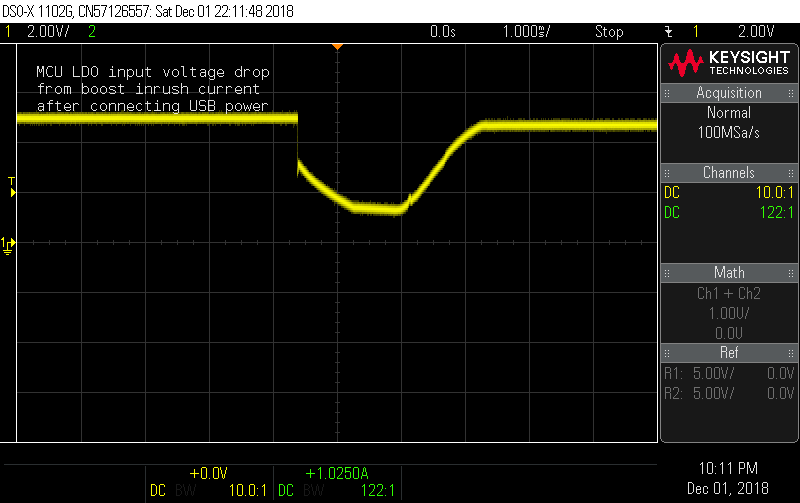 DSO-X 1102G, CN57126557: Sat Dec 01 22:11:48 2018
1 2.00V/ 2 0.0s 1.000ms/ Stop 1 2.00V
MCU LDO input voltage drop
from boost inrush current
after connecting USB power
T
1
KEYSIGHT
TECHNOLOGIES
Acquisition
Normal
100MSa/s
Channels
DC 10.0:1
DC 122:1
Math
Ch1 + Ch2
1.00V/
0.0V
Ref
R1: 5.00V/ 0.0V
R2: 5.00V/ 0.0V
+0.0V +1.0250A
DC BW 10.0:1 DC BW 122:1
10:11 PM
Dec 01, 2018